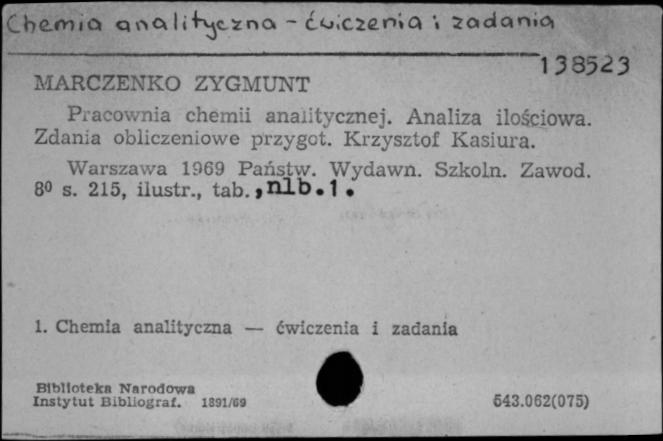 Chemia analityczna - ćwiczenia i zadania
138523
MARCZENKO ZYGMUNT
Pracownia chemii analitycznej. Analiza ilościowa.
Zdania obliczeniowe przygot. Krzysztof Kasiura.
Warszawa 1969 Państw. Wydawn. Szkoln. Zawod.
8º s. 215, ilustr., tab., nlb. 1.
1. Chemia analityczna — ćwiczenia i zadania
Biblioteka Narodowa
Instytut Bibliograf. 1891/69
543.062(075)